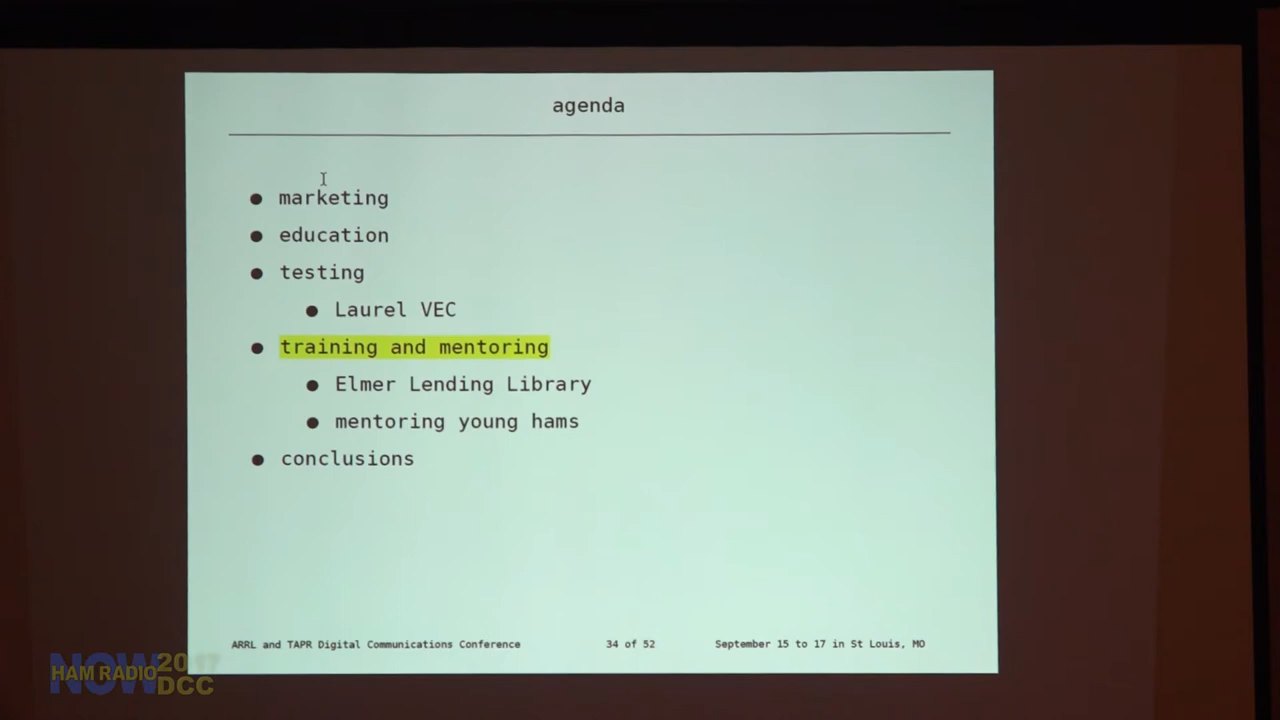 agenda
● marketing
● education
● testing
● Laurel VEC
● training and mentoring
● Elmer Lending Library
● mentoring young hams
● conclusions
ARRL and TAPR Digital Communications Conference 34 of 52 September 15 to 17 in St Louis, MO
HAM RADIO NOW 2017 DCC